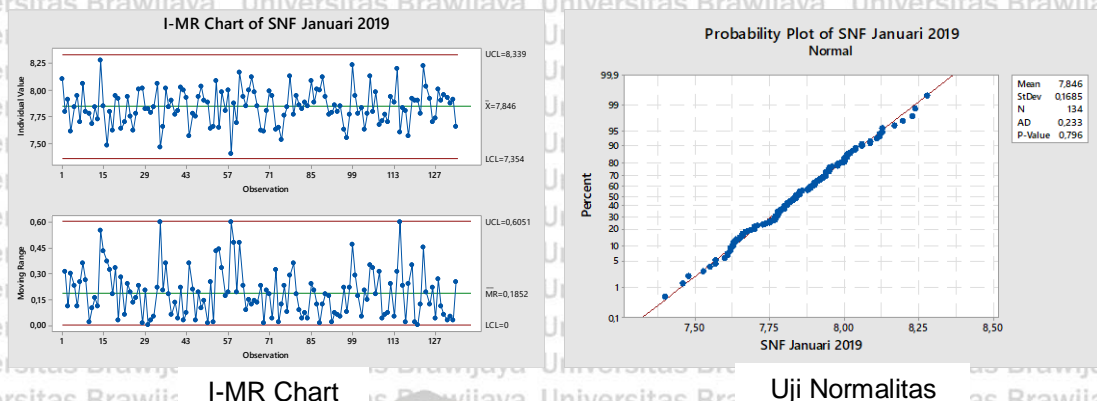 I-MR Chart of SNF Januari 2019
UCL=8,339
8,25
8,00
7,75
7,50
Individual Value
X=7,846
LCL=7,354
1 15 29 43 57 71 85 99 113 127
Observation
UCL=0,6051
0,60
0,45
0,30
0,15
0,00
Moving Range
MR=0,1852
LCL=0
1 15 29 43 57 71 85 99 113 127
Observation
I-MR Chart
Probability Plot of SNF Januari 2019
Normal
99,9
99
95
90
80
70
60
50
40
30
20
10
5
1
0,1
Percent
7,50 7,75 8,00 8,25 8,50
SNF Januari 2019
Mean 7,846
StDev 0,1685
N 134
AD 0,233
P-Value 0,796
Uji Normalitas